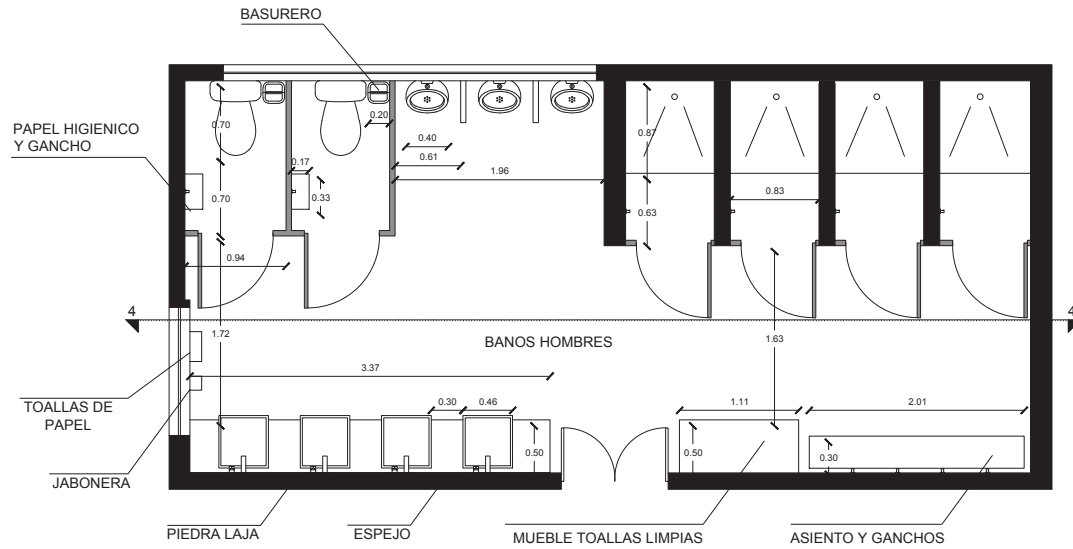 BASURERO
PAPEL HIGIENICO
Y GANCHO
0.70
0.20
0.40
0.61
0.17
0.33
1.96
0.87
0.83
0.63
0.70
0.94
4
4
1.72
BANOS HOMBRES
1.63
3.37
TOALLAS DE
PAPEL
0.30
0.46
1.11
2.01
0.50
0.50
0.30
JABONERA
PIEDRA LAJA
ESPEJO
MUEBLE TOALLAS LIMPIAS
ASIENTO Y GANCHOS